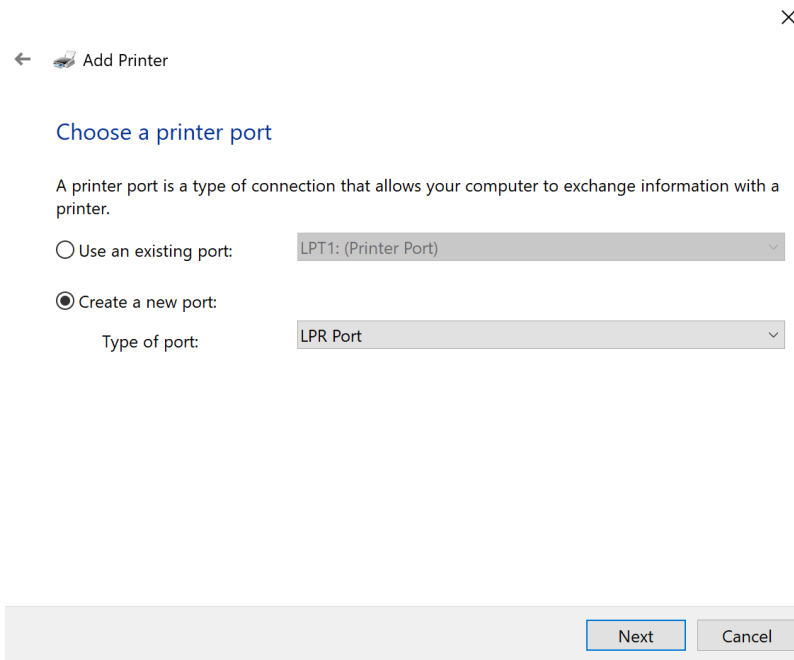 Add Printer
Choose a printer port
A printer port is a type of connection that allows your computer to exchange information with a
printer.
Use an existing port:
LPT1: (Printer Port)
Create a new port:
Type of port:
LPR Port
Next
Cancel